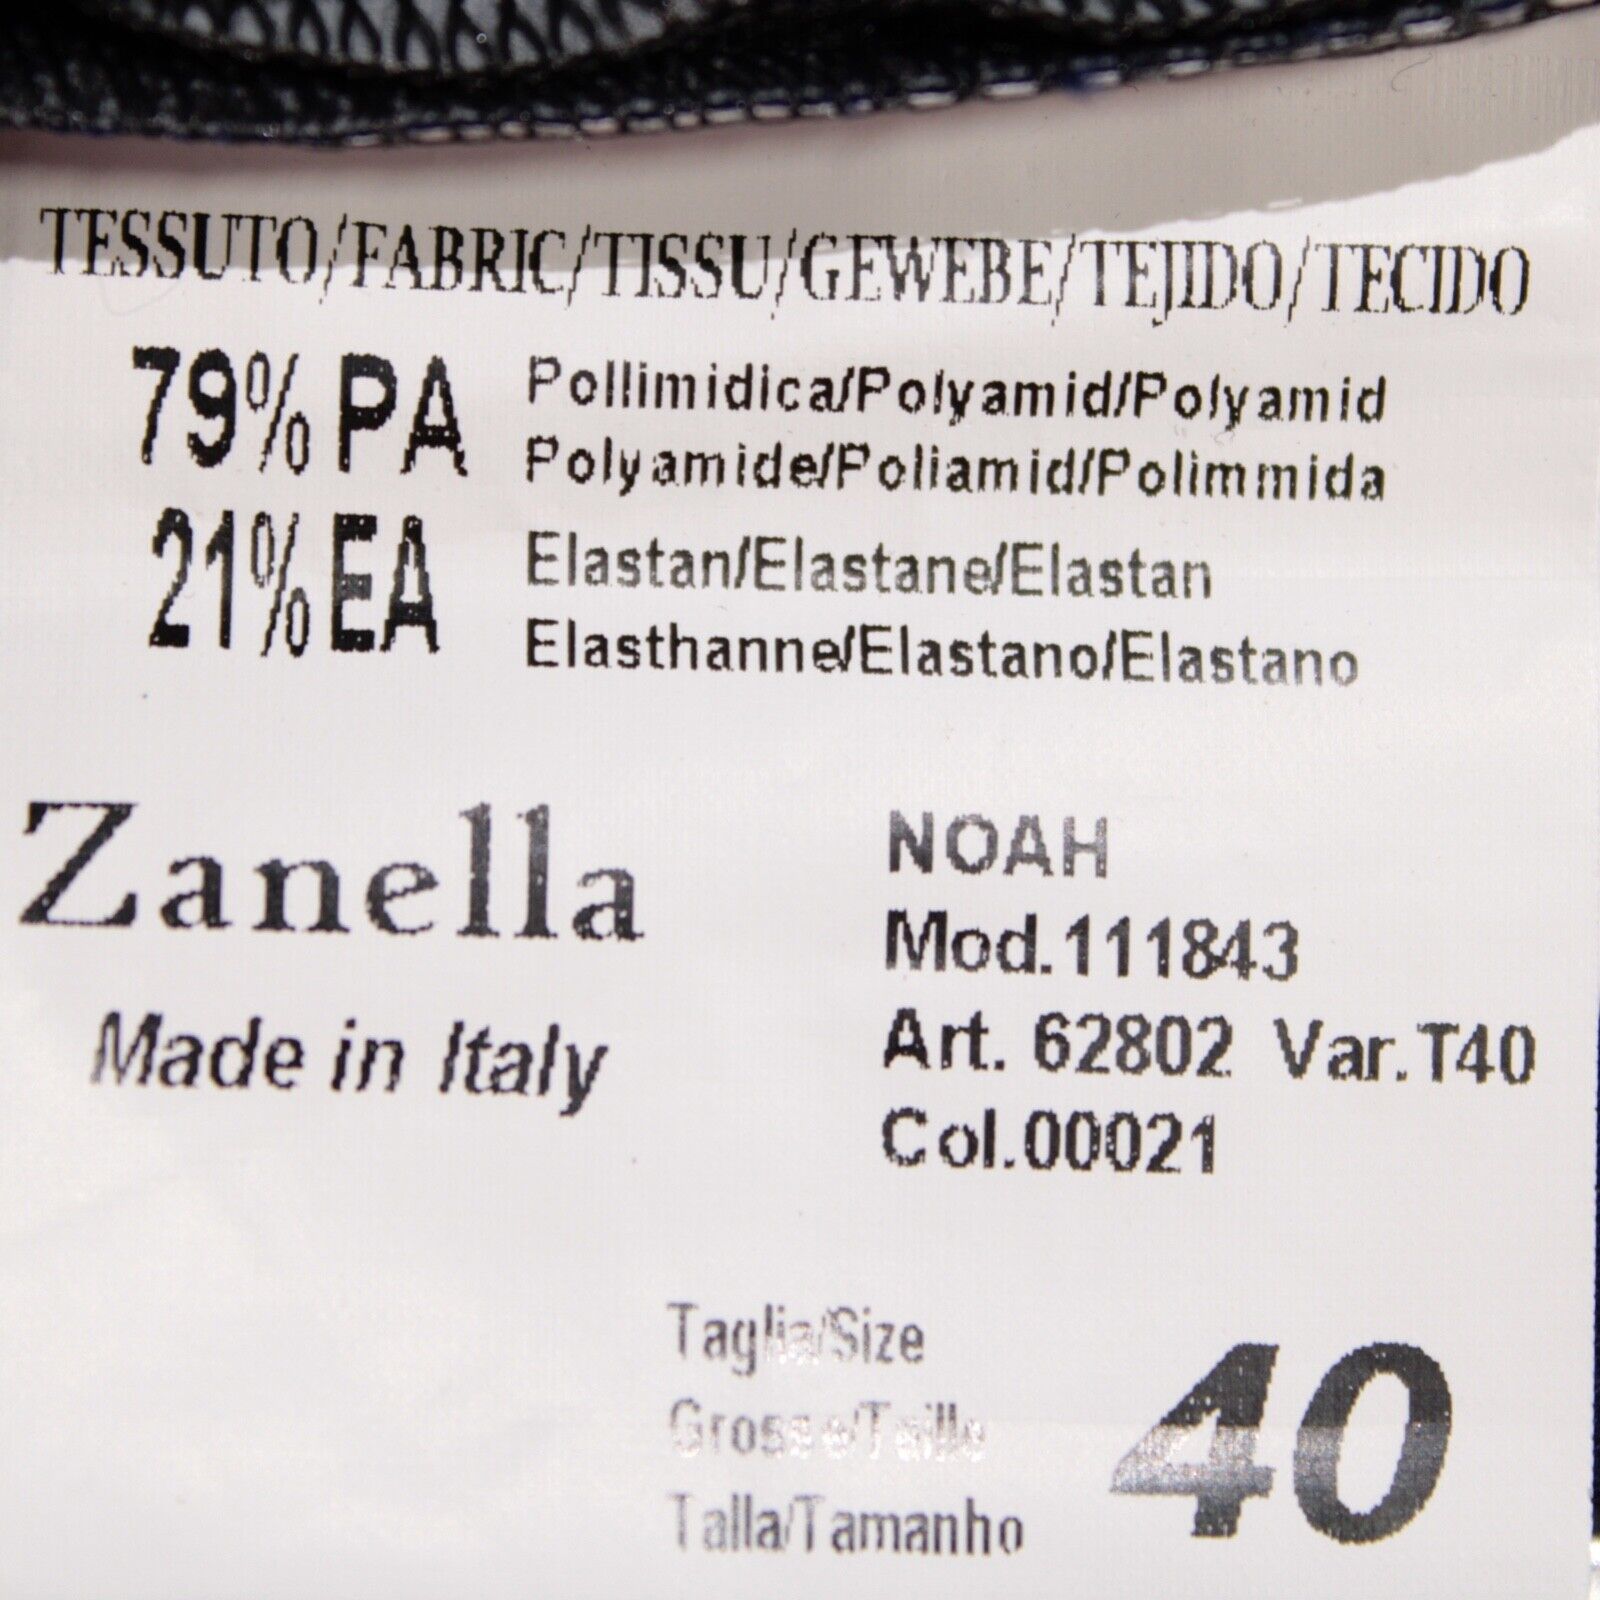 TESSUTO/FABRIC/TISSU/GEWEBE/TEJIDO/TECIDO
79% PA Pollimidica/Polyamid/Polyamid
Polyamide/Poliamid/Polimmida
21% EA Elastan/Elastane/Elastan
Elasthanne/Elastano/Elastano
Zanella
Made in Italy
NOAH
Mod.111843
Art. 62802 Var.T40
Col.00021
Taglia/Size
Grosse/Taille
Talla/Tamanho
40